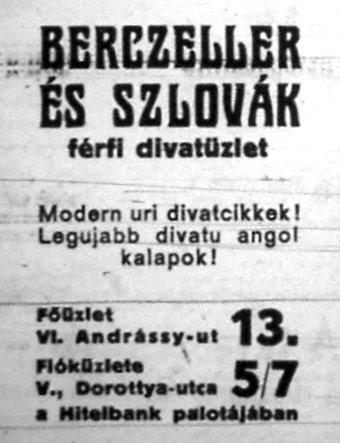 BERCZELLER
ÉS SZLOVÁK
férfi divatüzlet
Modern uri divatcikkek!
Legujabb divatu angol
kalapok!
Főüzlet
VI. Andrássy-ut 13.
Fióküzlete
V., Dorottya-utca 5/7
a Hitelbank palotájában